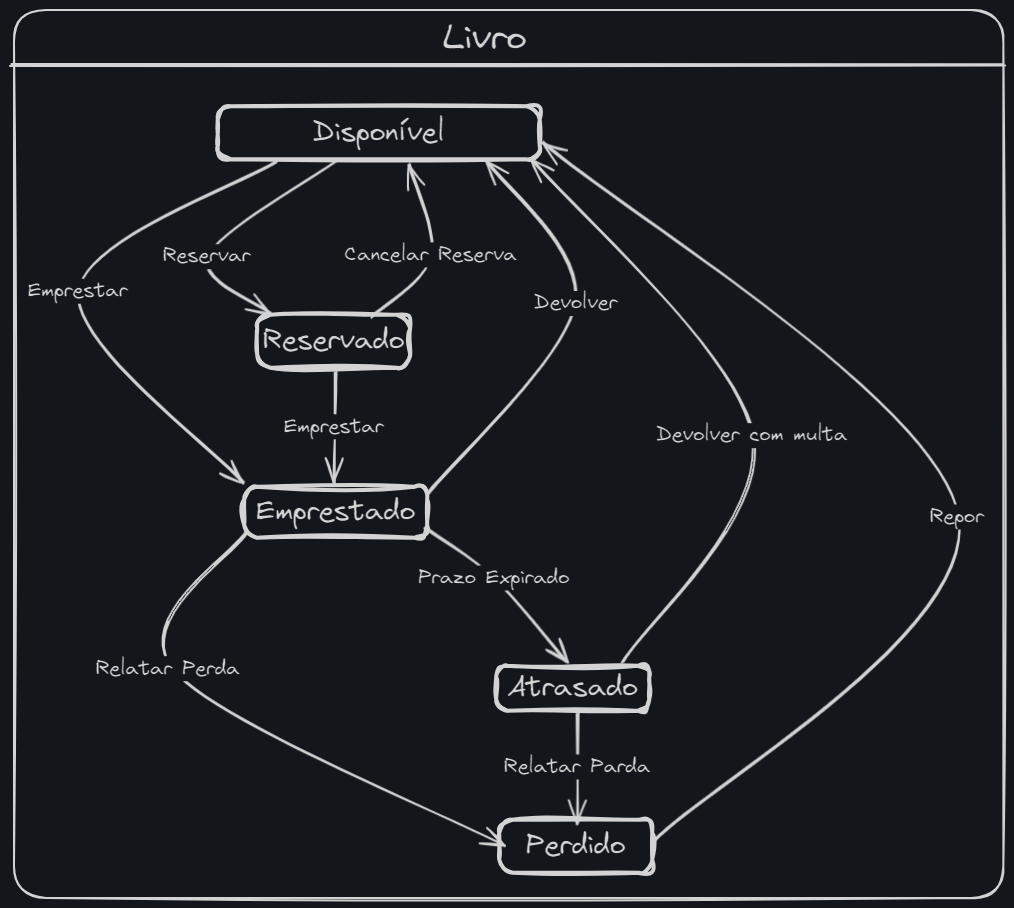 Livro
Disponível
Reservar
Cancelar Reserva
Emprestar
Devolver
Reservado
Emprestar
Devolver com multa
Emprestado
Repor
Prazo Expirado
Relatar Perda
Atrasado
Relatar Parda
Perdido